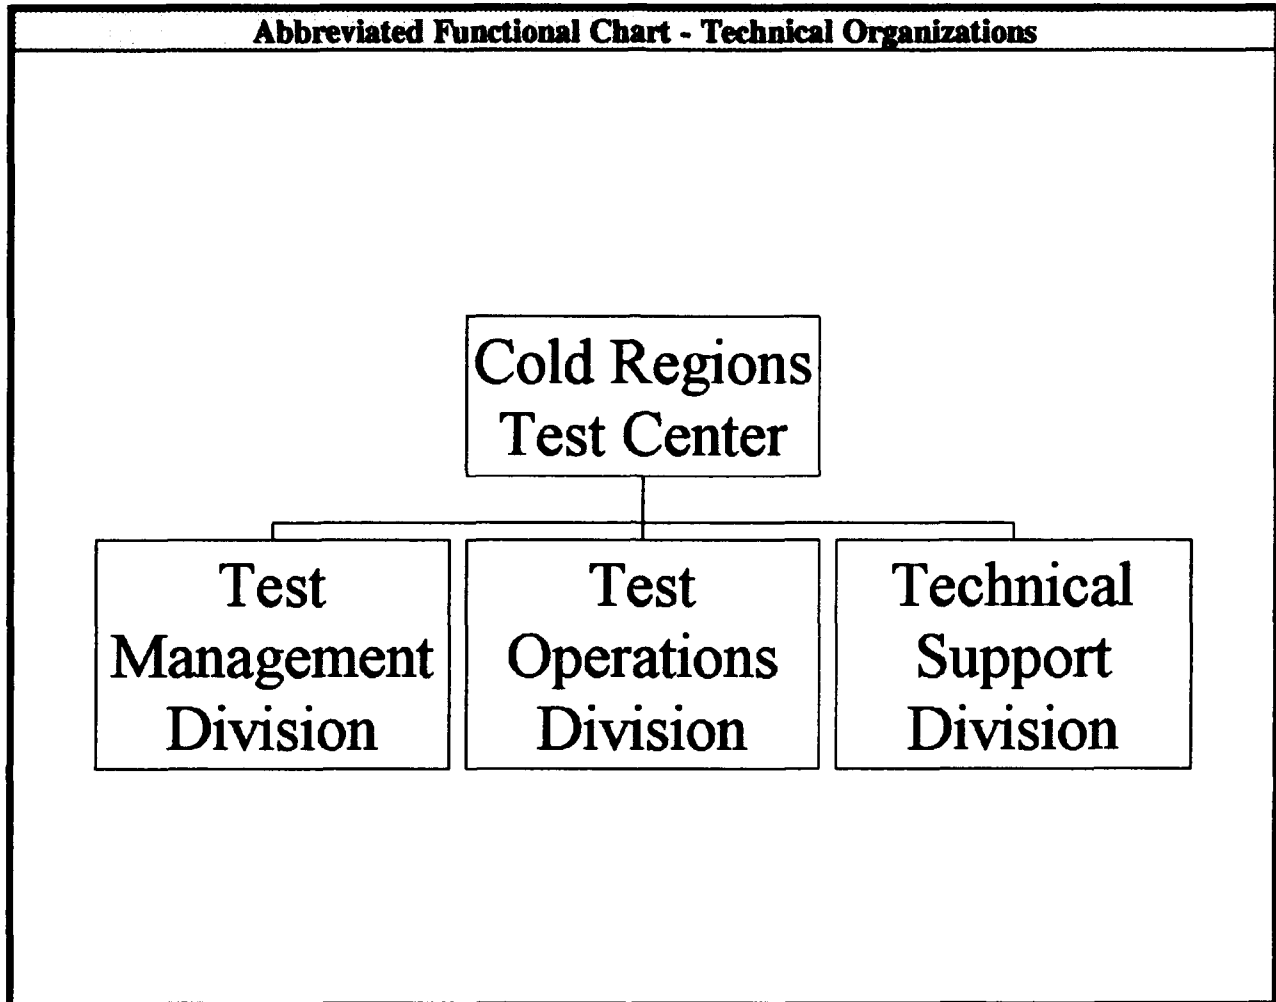 Abbreviated Functional Chart - Technical Organizations
Cold Regions
Test Center
Test
Management
Division
Test
Operations
Division
Technical
Support
Division